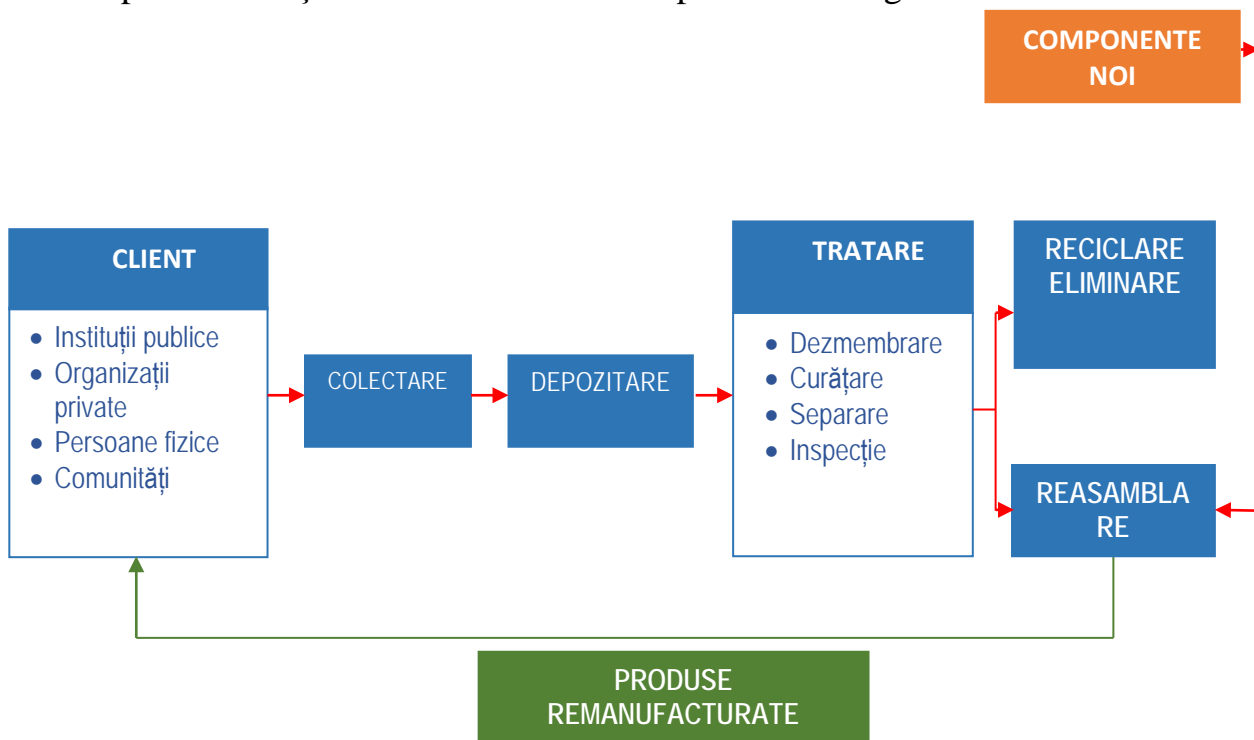 COMPONENTE
NOI
CLIENT
• Instituții publice
• Organizații
private
• Persoane fizice
• Comunități
COLECTARE
DEPOZITARE
TRATARE
• Dezmembrare
• Curățare
• Separare
• Inspecție
RECICLARE
ELIMINARE
REASAMBLA
RE
PRODUSE
REMANUFACTURATE